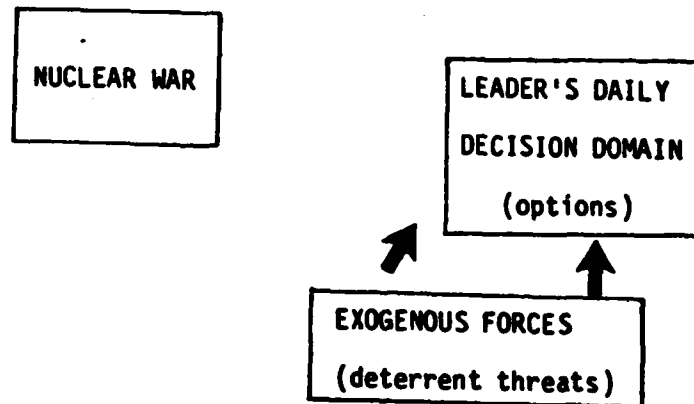 NUCLEAR WAR
LEADER'S DAILY
DECISION DOMAIN
(options)
EXOGENOUS FORCES
(deterrent threats)